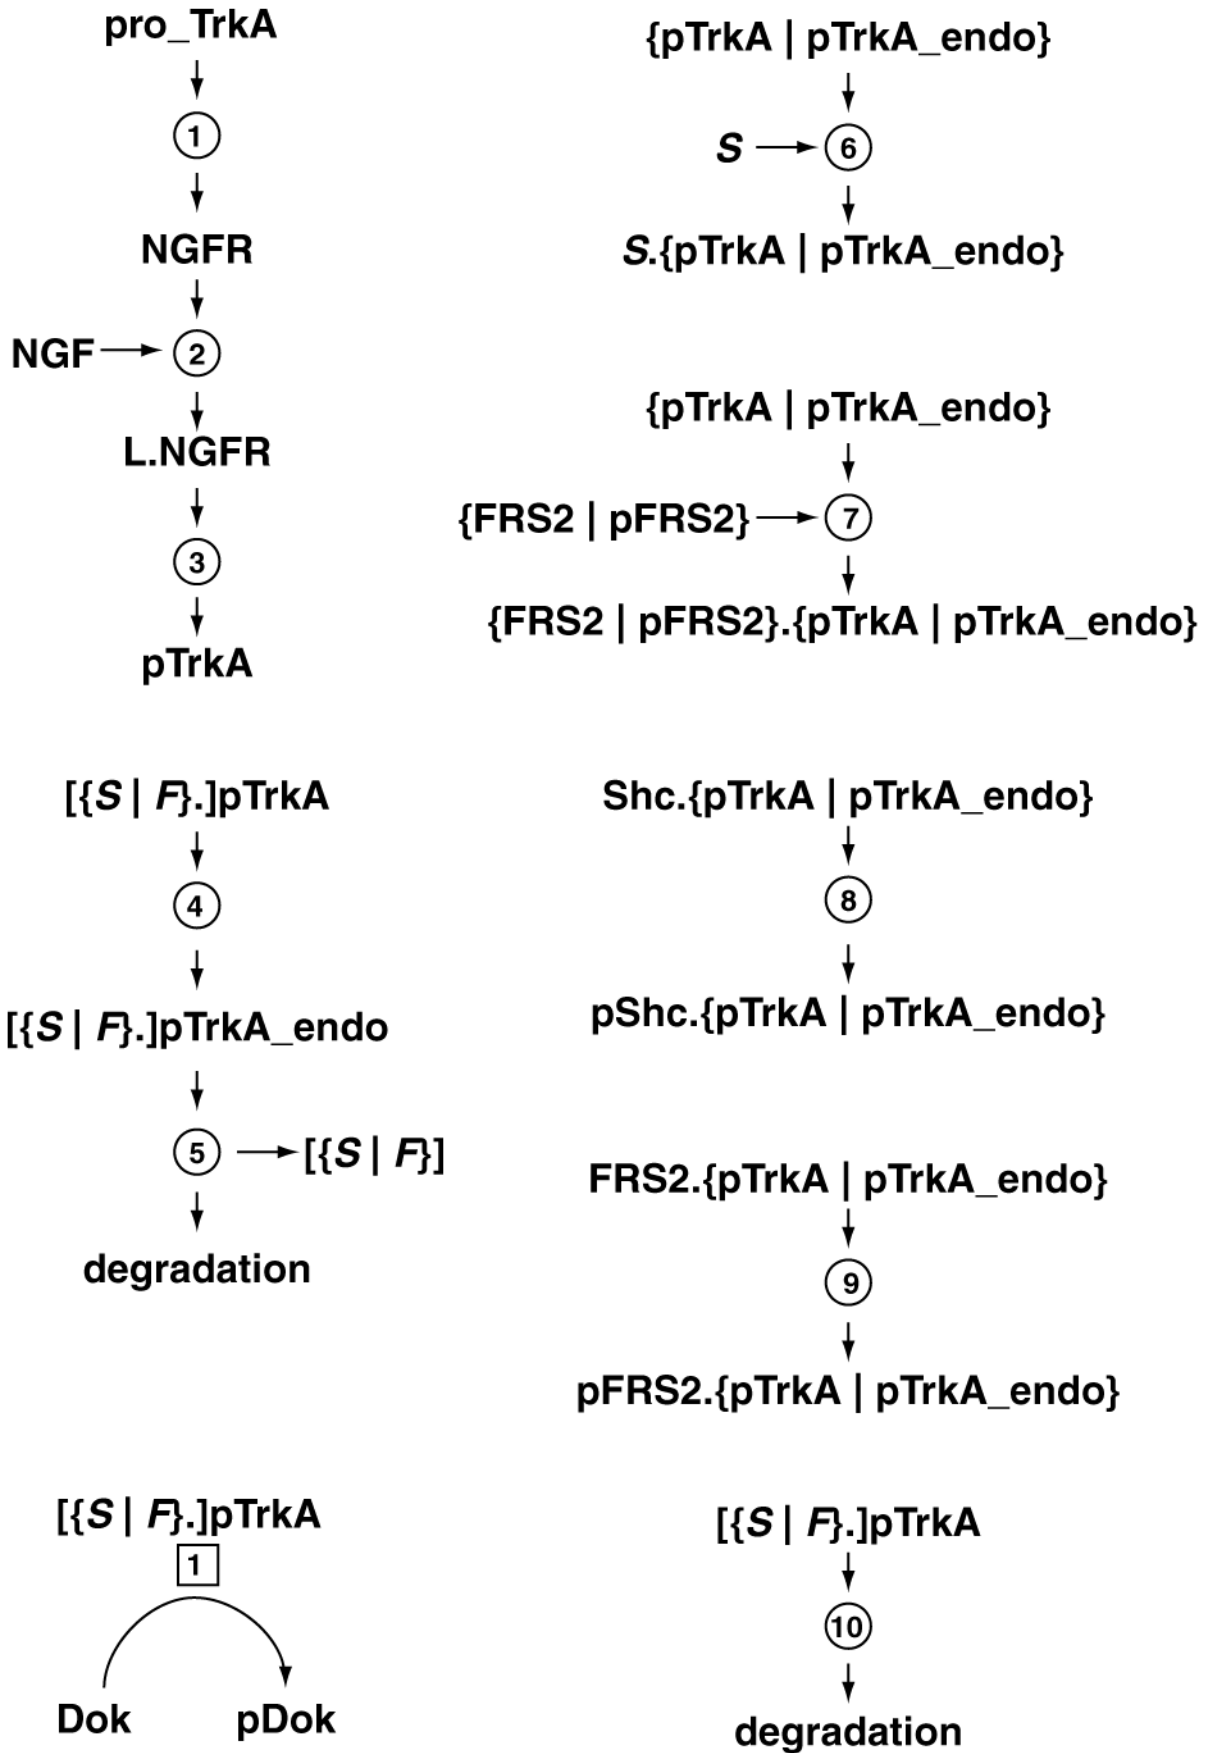 pro_TrkA
1
NGFR
NGF
2
L.NGFR
3
pTrkA
{pTrkA | pTrkA_endo}
S
6
S.{pTrkA | pTrkA_endo}
{pTrkA | pTrkA_endo}
{FRS2 | pFRS2}
7
{FRS2 | pFRS2}.{pTrkA | pTrkA_endo}
[{S | F}.]pTrkA
4
[{S | F}.]pTrkA_endo
5
[{S | F}]
degradation
Shc.{pTrkA | pTrkA_endo}
8
pShc.{pTrkA | pTrkA_endo}
FRS2.{pTrkA | pTrkA_endo}
9
pFRS2.{pTrkA | pTrkA_endo}
[{S | F}.]pTrkA
1
Dok
pDok
[{S | F}.]pTrkA
10
degradation